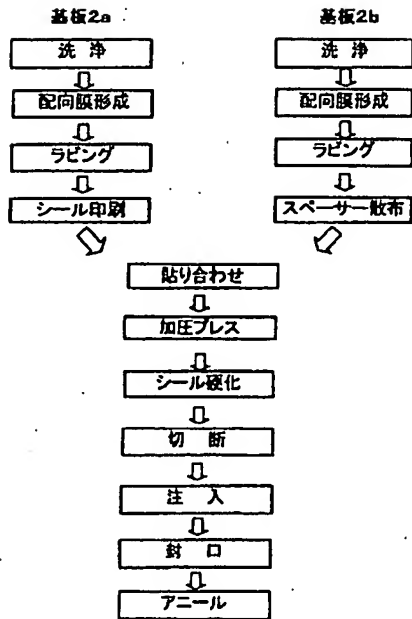 基板2a
洗浄
配向膜形成
ラビング
シール印刷
基板2b
洗浄
配向膜形成
ラビング
スペーサー散布
貼り合わせ
加圧プレス
シール硬化
切断
注入
封口
アニール